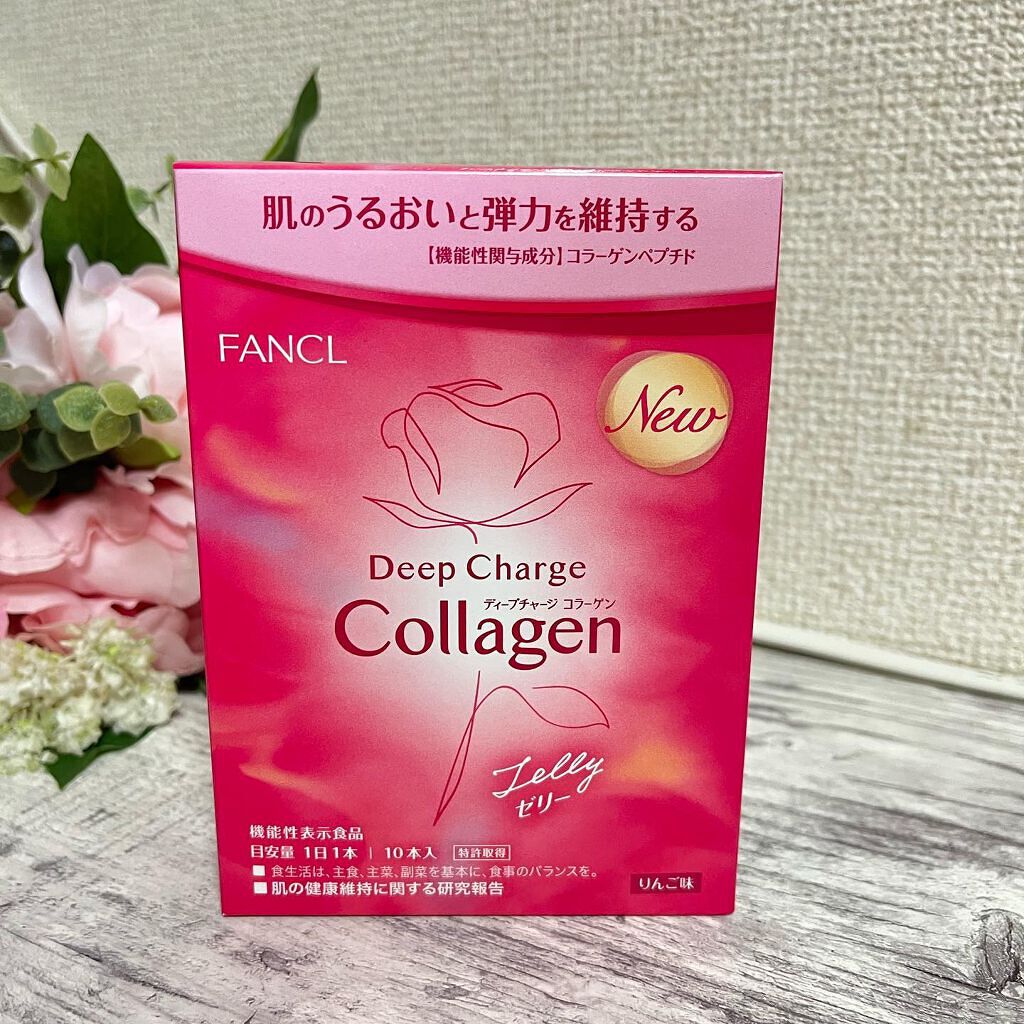 肌のうるおいと弾力を維持する
【機能性関与成分】コラーゲンペプチド
FANCL
New
Deep Charge
ディープチャージ コラーゲン
Collagen
Jelly
ゼリー
機能性表示食品
目安量 1日1本 | 10本入 特許取得
■ 食生活は、主食、主菜、副菜を基本に、食事のバランスを。
■ 肌の健康維持に関する研究報告
りんご味